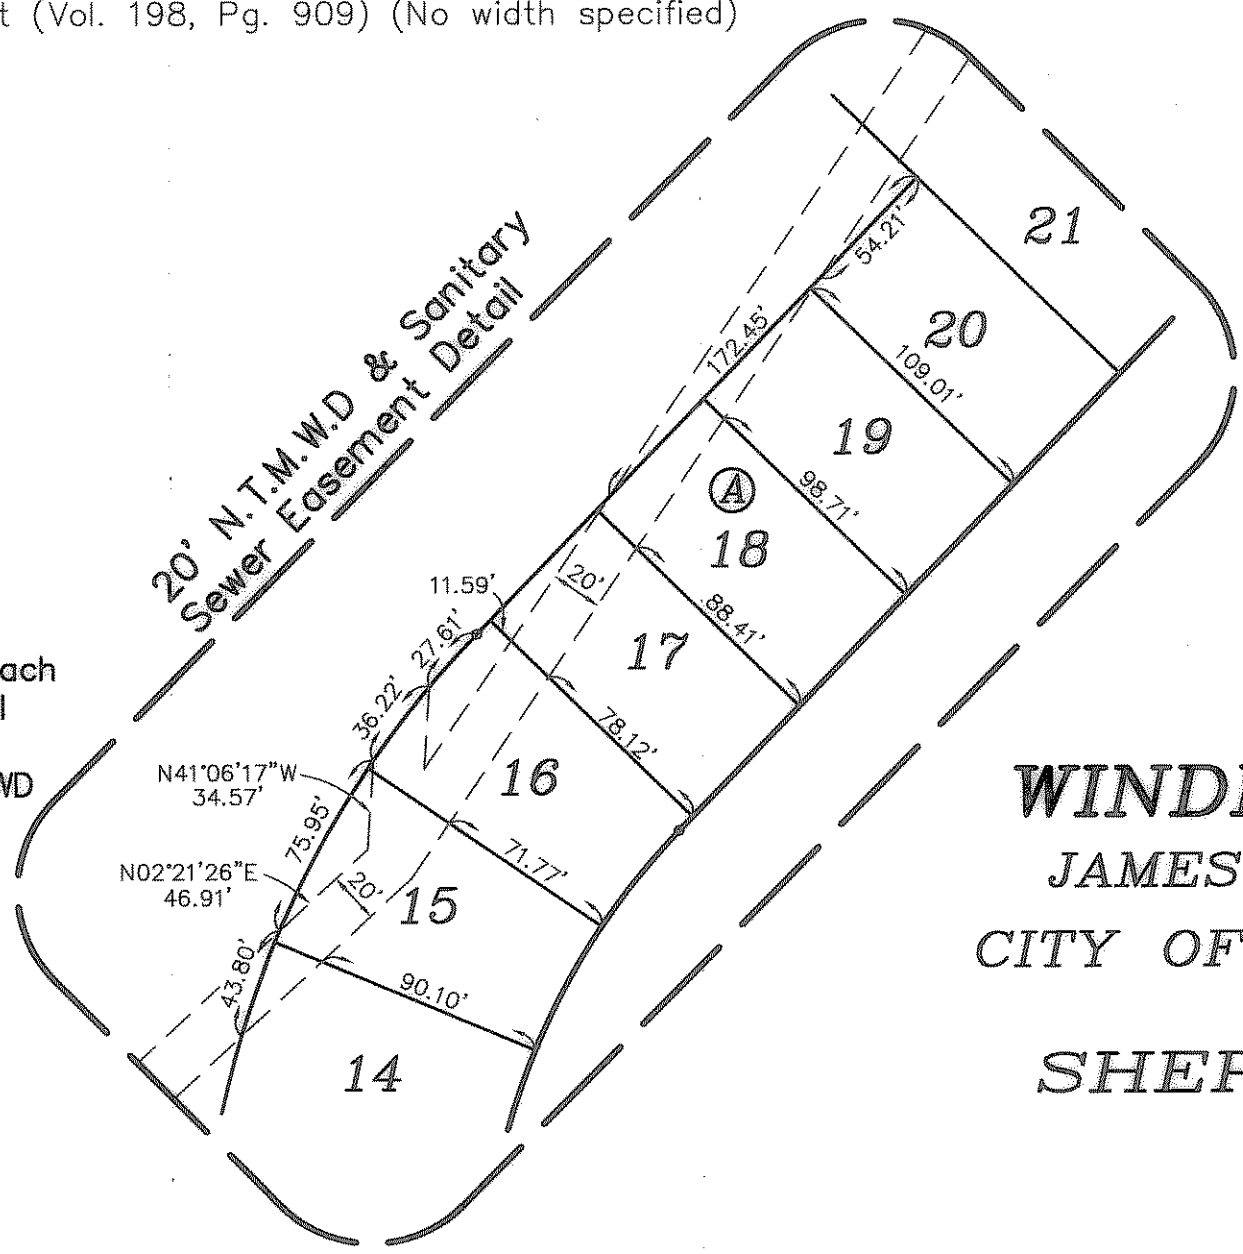 t (Vol. 198, Pg. 909) (No width specified)
20' N.T.M.W.D & Sanitary
Sewer Easement Detail
21
54.21'
20
172.45'
109.01'
19
A
98.71'
18
20'
11.59'
88.41'
27.61'
17
ach
36.22'
78.12'
N41°06'17"W
34.57'
16
WD
75.95'
71.77'
N02°21'26"E
46.91'
20'
15
43.80'
90.10'
14
WIND
JAMES
CITY OF
SHER